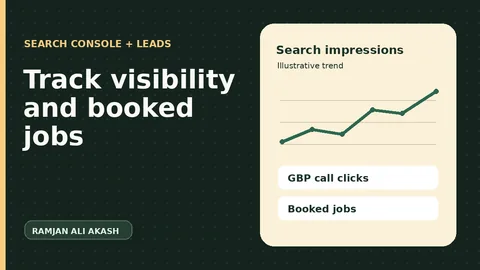 SEARCH CONSOLE + LEADS
Track visibility
and booked
jobs
RAMJAN ALI AKASH
Search impressions
Illustrative trend
GBP call clicks
Booked jobs